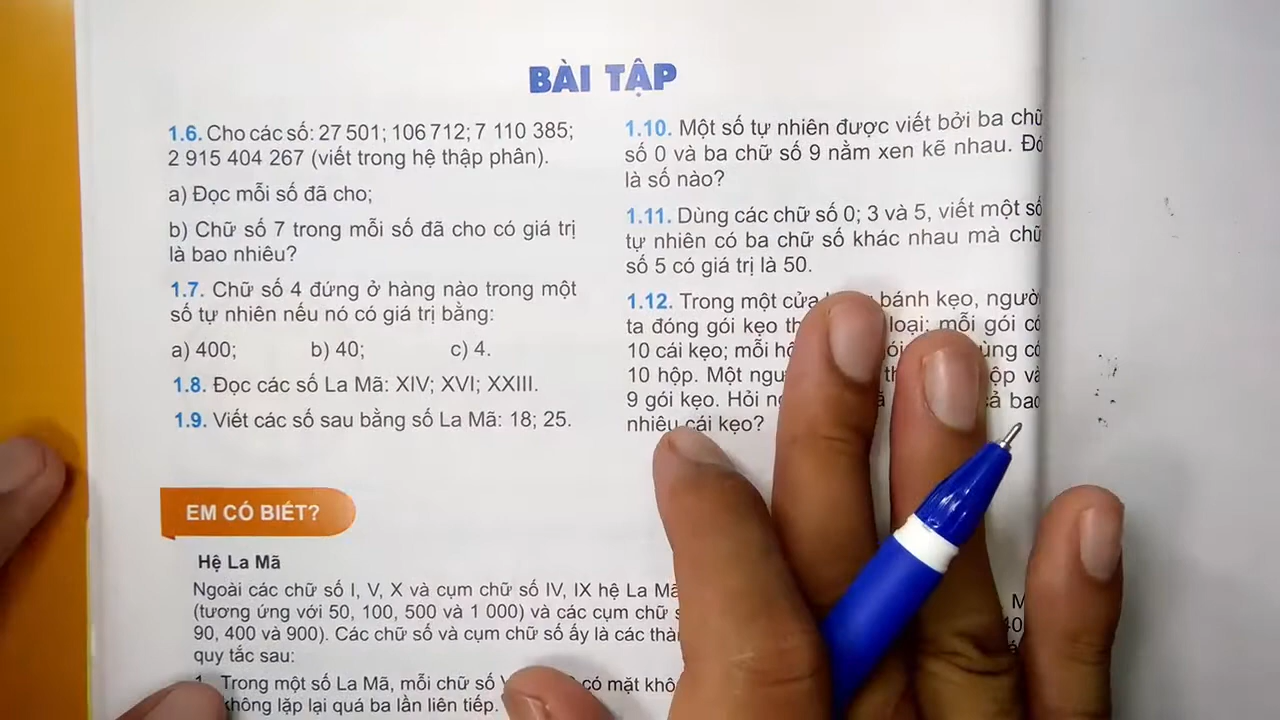 BÀI TẬP
1.6. Cho các số: 27 501; 106 712; 7 110 385;
2 915 404 267 (viết trong hệ thập phân).
a) Đọc mỗi số đã cho;
b) Chữ số 7 trong mỗi số đã cho có giá trị
là bao nhiêu?
1.7. Chữ số 4 đứng ở hàng nào trong một
số tự nhiên nếu nó có giá trị bằng:
a) 400; b) 40; c) 4.
1.8. Đọc các số La Mã: XIV; XVI; XXIII.
1.9. Viết các số sau bằng số La Mã: 18; 25.
1.10. Một số tự nhiên được viết bởi ba chữ
số 0 và ba chữ số 9 nằm xen kẽ nhau. Đó
là số nào?
1.11. Dùng các chữ số 0; 3 và 5, viết một số
tự nhiên có ba chữ số khác nhau mà chữ
số 5 có giá trị là 50.
1.12. Trong một cửa bánh kẹo, người
ta đóng gói kẹo loại: mỗi gói có
10 cái kẹo; mỗi có
10 hộp. Một và
9 gói kẹo. Hỏi bao
nhiêu cái kẹo?
EM CÓ BIẾT?
Hệ La Mã
Ngoài các chữ số I, V, X và cụm chữ số IV, IX hệ La Mã
(tương ứng với 50, 100, 500 và 1 000) và các cụm chữ
90, 400 và 900). Các chữ số và cụm chữ số ấy là các
quy tắc sau:
Trong một số La Mã, mỗi chữ số có mặt
không lặp lại quá ba lần liên tiếp.